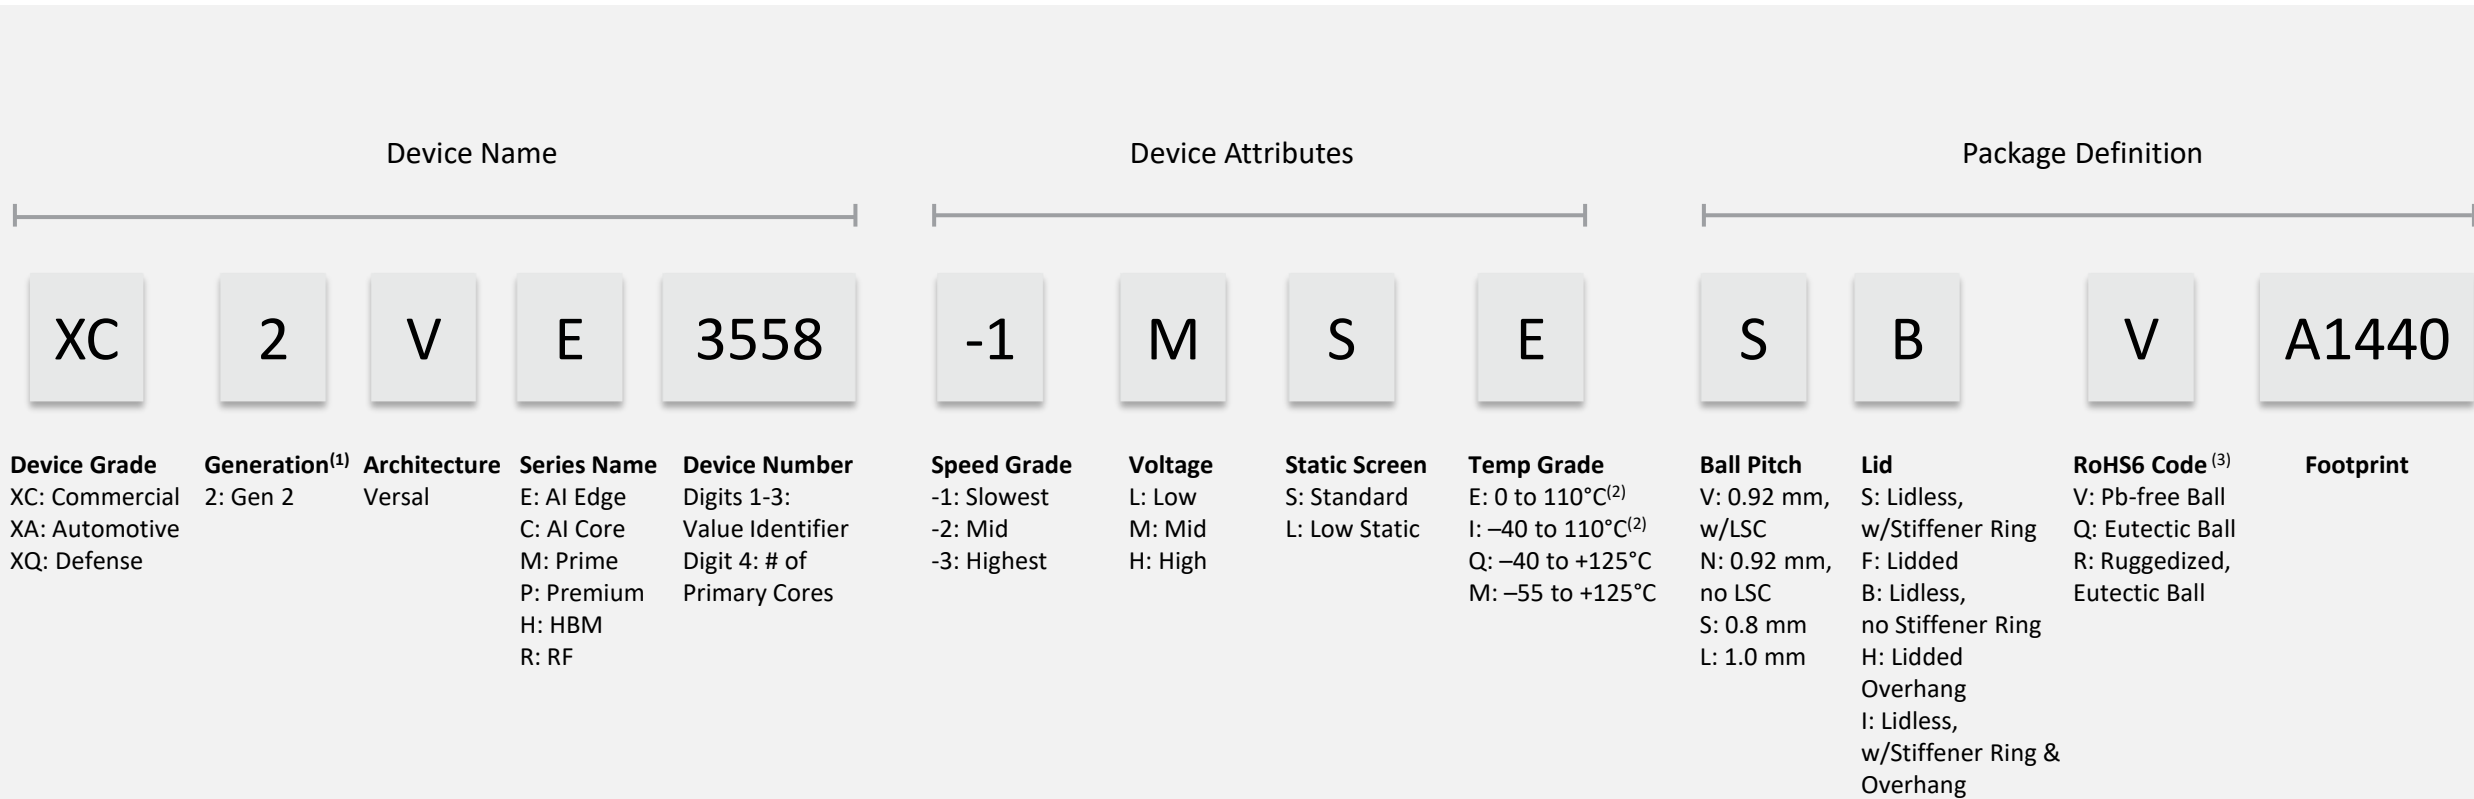 Device Name
Device Attributes
Package Definition
XC 2 V E 3558 -1 M S E S B V A1440
Device Grade
XC: Commercial
XA: Automotive
XQ: Defense
Generation(1)
2: Gen 2
Architecture
Versal
Series Name
E: AI Edge
C: AI Core
M: Prime
P: Premium
H: HBM
R: RF
Device Number
Digits 1-3:
Value Identifier
Digit 4: # of
Primary Cores
Speed Grade
-1: Slowest
-2: Mid
-3: Highest
Voltage
L: Low
M: Mid
H: High
Static Screen
S: Standard
L: Low Static
Temp Grade
E: 0 to 110°C(2)
I: –40 to 110°C(2)
Q: –40 to +125°C
M: –55 to +125°C
Ball Pitch
V: 0.92 mm,
w/LSC
N: 0.92 mm,
no LSC
S: 0.8 mm
L: 1.0 mm
Lid
S: Lidless,
w/Stiffener Ring
F: Lidded
B: Lidless,
no Stiffener Ring
H: Lidded
Overhang
I: Lidless,
w/Stiffener Ring &
Overhang
RoHS6 Code (3)
V: Pb-free Ball
Q: Eutectic Ball
R: Ruggedized,
Eutectic Ball
Footprint